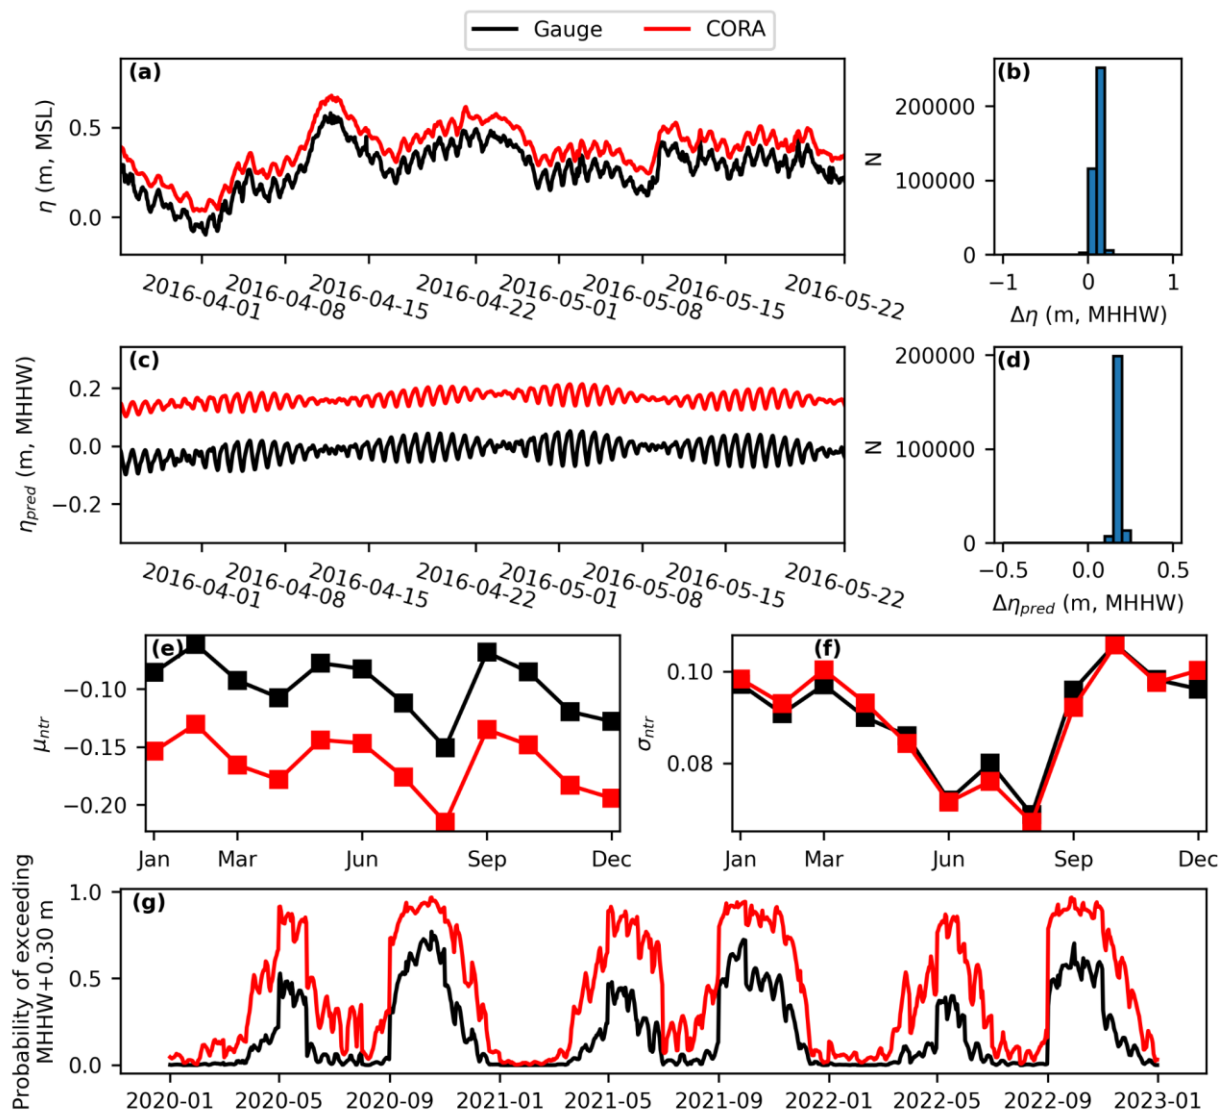 Gauge CORA
(a)
η (m, MSL)
0.5
0.0
2016-04-01 2016-04-08 2016-04-15 2016-04-22 2016-05-01 2016-05-08 2016-05-15 2016-05-22
(b)
N
200000
100000
0
−1 0 1
Δη (m, MHHW)
(c)
ηpred (m, MHHW)
0.2
0.0
−0.2
2016-04-01 2016-04-08 2016-04-15 2016-04-22 2016-05-01 2016-05-08 2016-05-15 2016-05-22
(d)
N
200000
100000
0
−0.5 0.0 0.5
Δηpred (m, MHHW)
(e)
μntr
−0.10
−0.15
−0.20
Jan Mar Jun Sep Dec
(f)
σntr
0.10
0.08
Jan Mar Jun Sep Dec
(g)
Probability of exceeding
MHHW+0.30 m
1.0
0.5
0.0
2020-01 2020-05 2020-09 2021-01 2021-05 2021-09 2022-01 2022-05 2022-09 2023-01